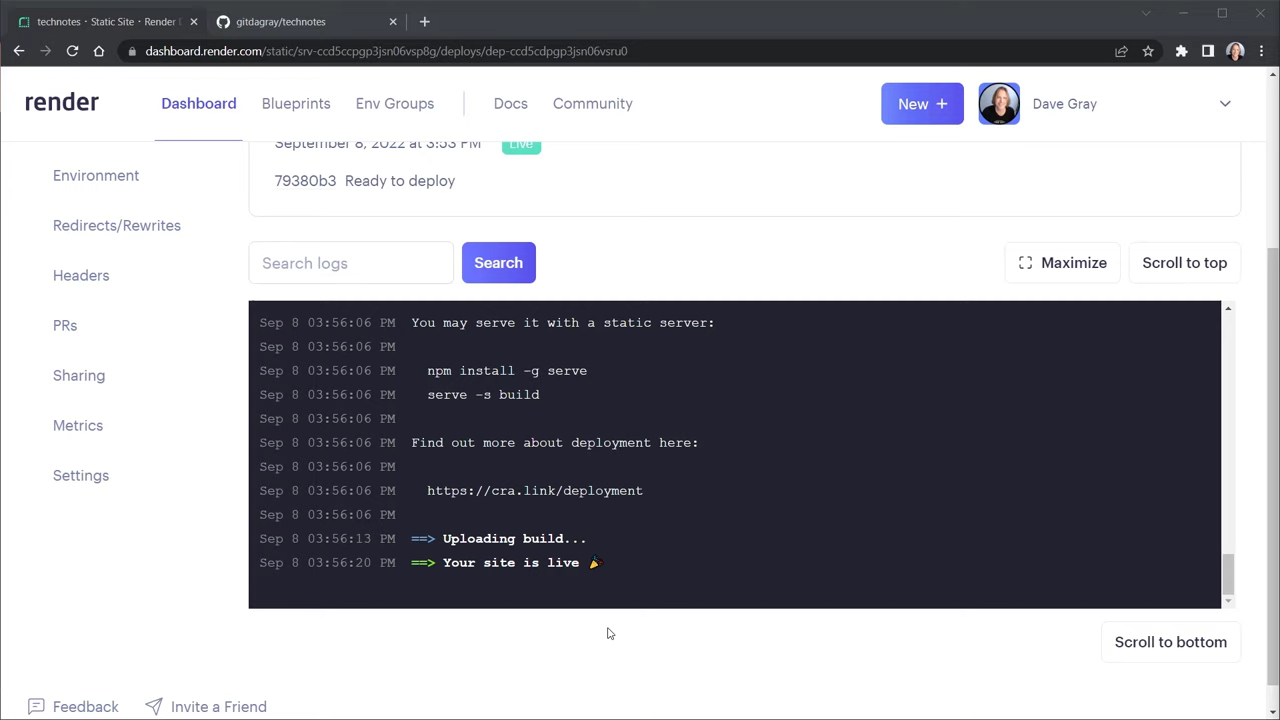 technotes · Static Site · Render
gitdagray/technotes
dashboard.render.com/static/srv-ccd5ccpgp3jsn06vsp8g/deploys/dep-ccd5cdpgp3jsn06vsru0
render
Dashboard
Blueprints
Env Groups
Docs
Community
New +
Dave Gray
September 8, 2022 at 3:53 PM
Live
79380b3 Ready to deploy
Environment
Redirects/Rewrites
Headers
PRs
Sharing
Metrics
Settings
Search logs
Search
Maximize
Scroll to top
Sep 8 03:56:06 PM You may serve it with a static server:
Sep 8 03:56:06 PM
Sep 8 03:56:06 PM npm install -g serve
Sep 8 03:56:06 PM serve -s build
Sep 8 03:56:06 PM
Sep 8 03:56:06 PM Find out more about deployment here:
Sep 8 03:56:06 PM
Sep 8 03:56:06 PM https://cra.link/deployment
Sep 8 03:56:06 PM
Sep 8 03:56:13 PM ==> Uploading build...
Sep 8 03:56:20 PM ==> Your site is live 🎉
Scroll to bottom
Feedback
Invite a Friend